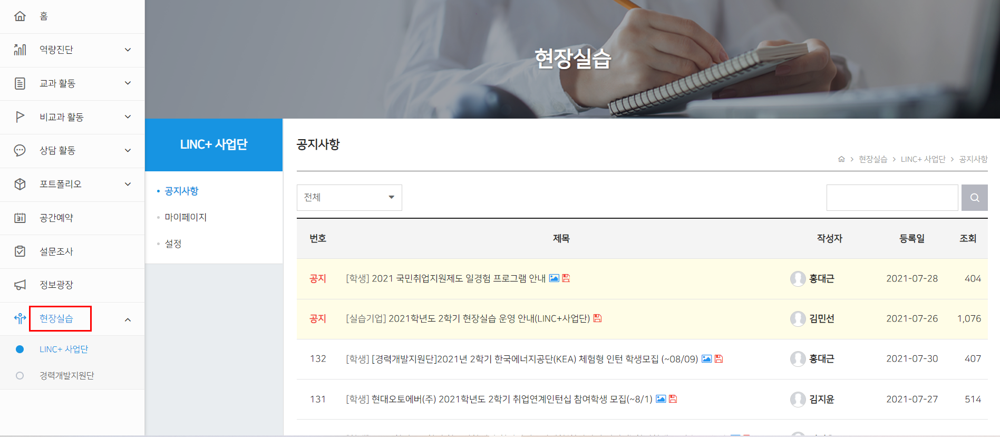 홈
역량진단
교과 활동
비교과 활동
상담 활동
포트폴리오
31 공간예약
설문조사
정보광장
현장실습
LINC+ 사업단
경력개발지원단
현장실습
LINC+ 사업단
공지사항
마이페이지
설정
공지사항
현장실습 > LINC+ 사업단 > 공지사항
전체
번호 제목 작성자 등록일 조회
공지 [학생] 2021 국민취업지원제도 일경험 프로그램 안내 홍대근 2021-07-28 404
공지 [실습기업] 2021학년도 2학기 현장실습 운영 안내(LINC+사업단) 김민선 2021-07-26 1,076
132 [학생] [경력개발지원단]2021년 2학기 한국에너지공단(KEA) 체험형 인턴 학생모집 (~08/09) 홍대근 2021-07-30 407
131 [학생] 현대오토에버(주) 2021학년도 2학기 취업연계인턴십 참여학생 모집(~8/1) 김지윤 2021-07-27 514